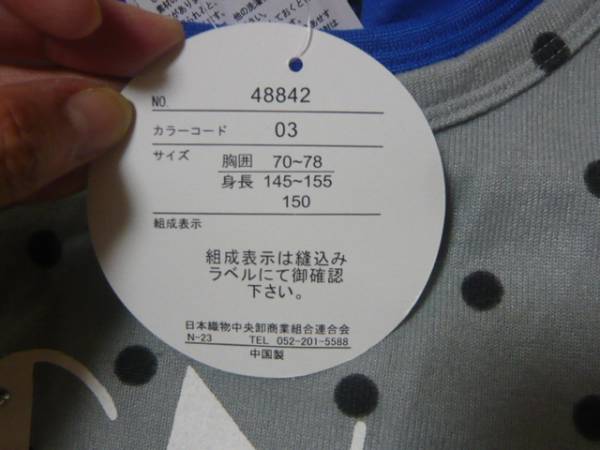 NO. 48842
カラーコード 03
サイズ 胸囲 70~78
身長 145~155
150
組成表示
組成表示は縫込み
ラベルにて御確認
下さい。
日本織物中央卸商業組合連合会
N-23 TEL 052-201-5588
中国製